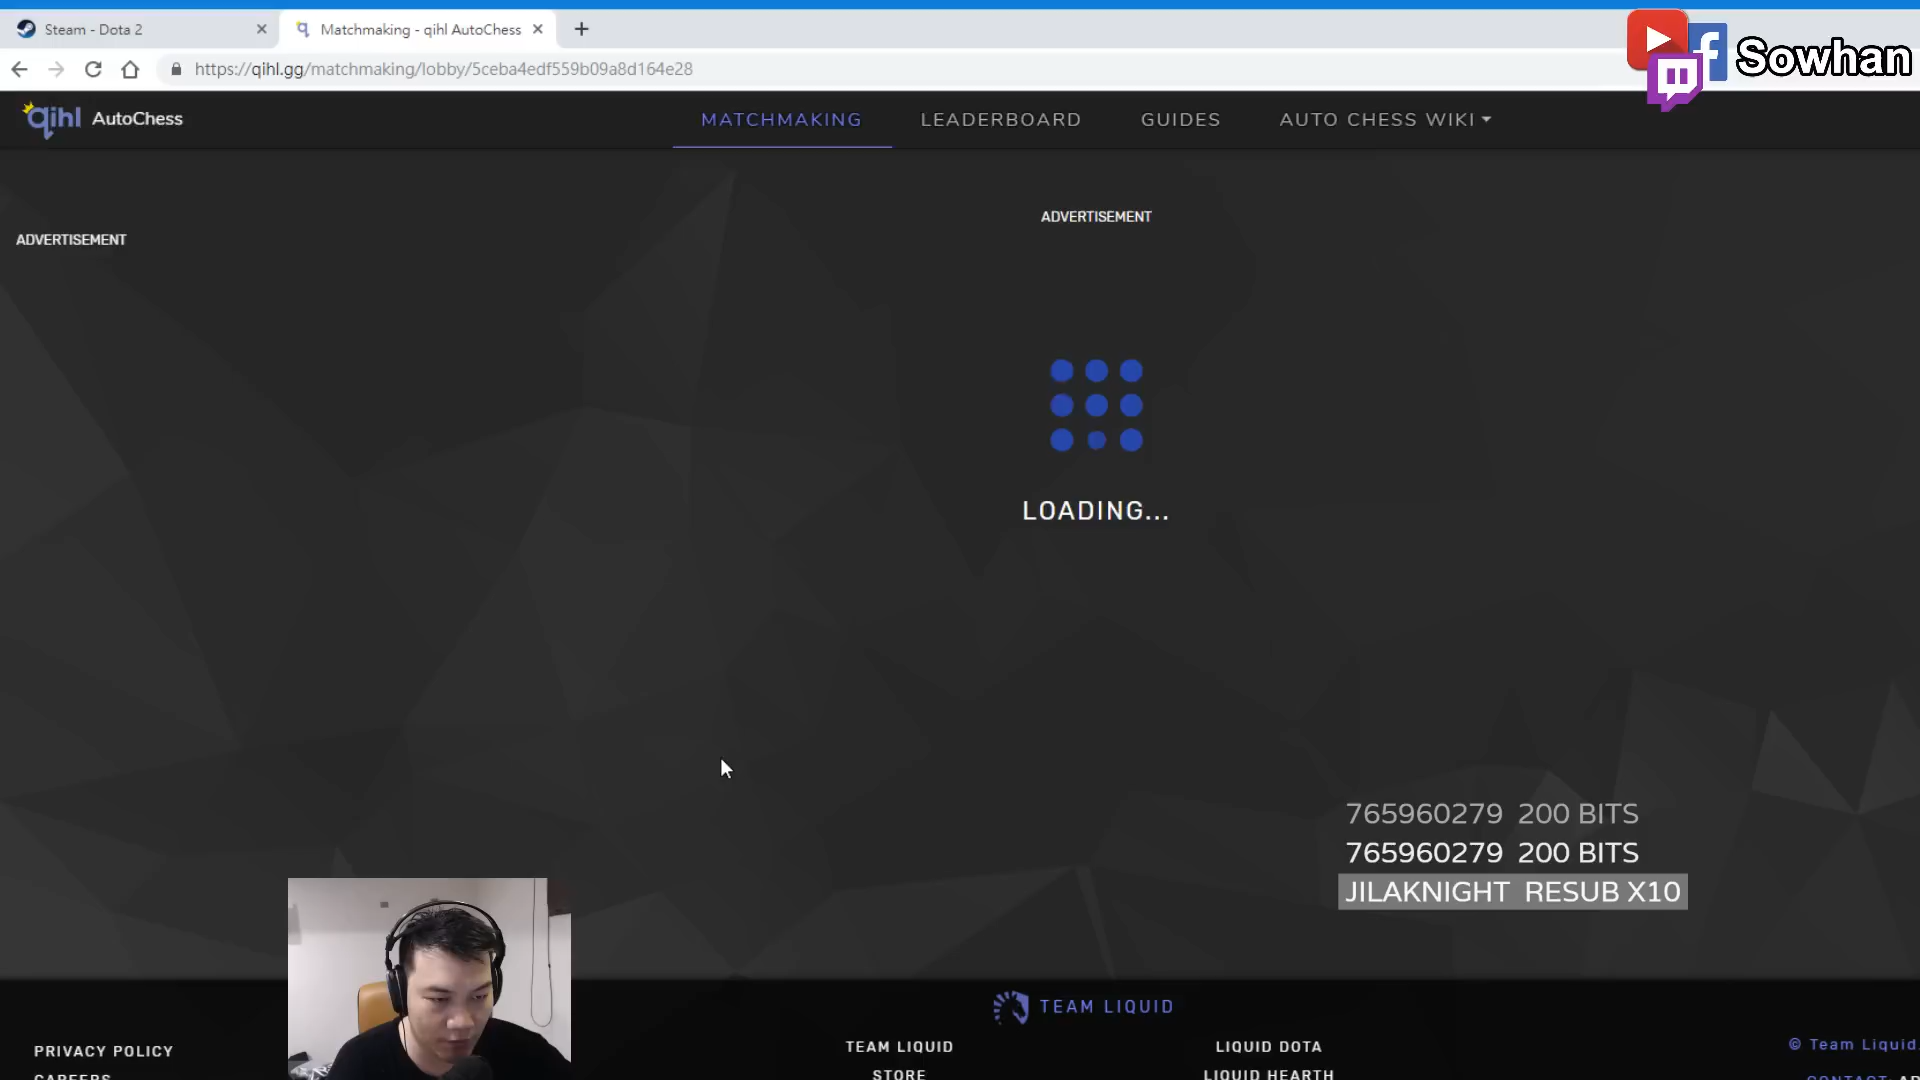 Steam - Dota 2
Matchmaking - qihl AutoChess
https://qihl.gg/matchmaking/lobby/5ceba4edf559b09a8d164e28
Sowhan
qihl AutoChess
MATCHMAKING
LEADERBOARD
GUIDES
AUTO CHESS WIKI
ADVERTISEMENT
ADVERTISEMENT
LOADING...
765960279 200 BITS
765960279 200 BITS
JILAKNIGHT RESUB X10
TEAM LIQUID
PRIVACY POLICY
TEAM LIQUID
LIQUID DOTA
© Team Liquid
CAREERS
STORE
LIQUID HEARTH
CONTACT: